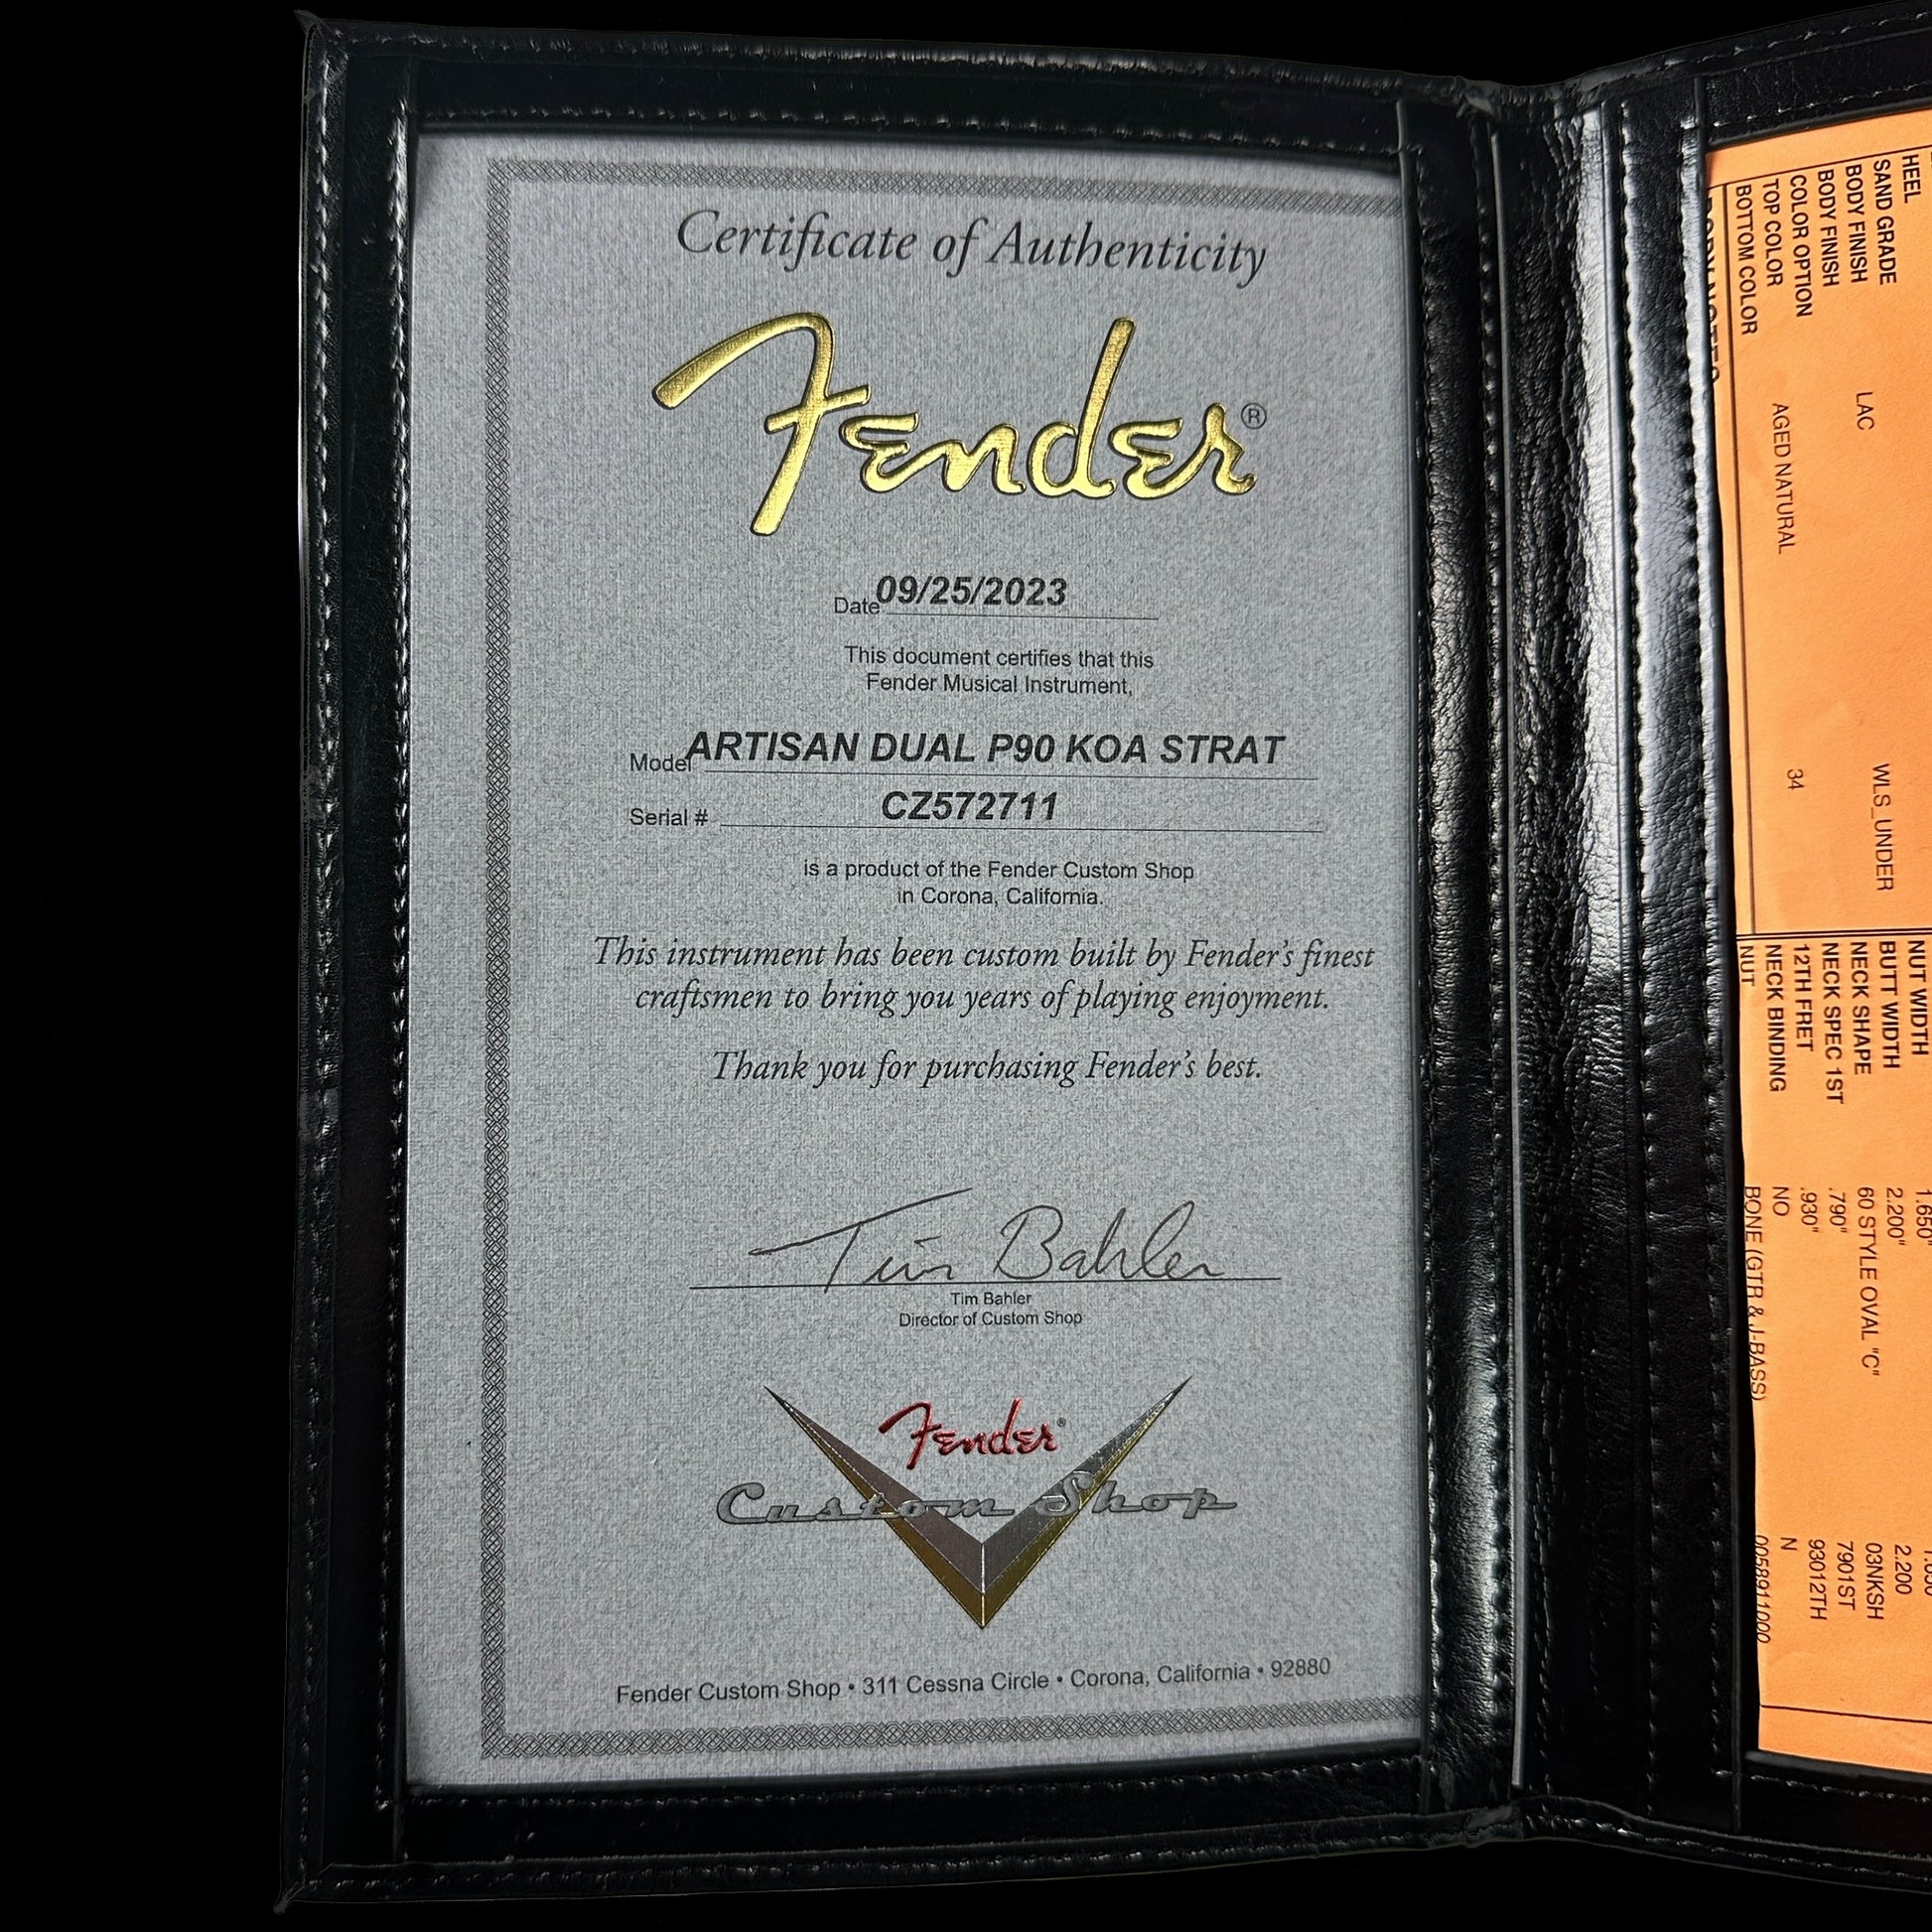 Certificate of Authenticity
Fender®
Date 09/25/2023
This document certifies that this
Fender Musical Instrument,
Model ARTISAN DUAL P90 KOA STRAT
Serial # CZ572711
is a product of the Fender Custom Shop
in Corona, California.
This instrument has been custom built by Fender's finest
craftsmen to bring you years of playing enjoyment.
Thank you for purchasing Fender's best.
Tim Bahler
Tim Bahler
Director of Custom Shop
Fender®
Custom Shop
Fender Custom Shop • 311 Cessna Circle • Corona, California • 92880
HEEL
SAND GRADE WLS_UNDER
BODY FINISH LAC
BODY FINISH
COLOR OPTION 34
TOP COLOR AGED NATURAL
BOTTOM COLOR
NUT WIDTH 1.650"
BUTT WIDTH 2.200" 2.200
NECK SHAPE 60 STYLE OVAL "C" 03NKSH
NECK SPEC 1ST .790" 7901ST
12TH FRET .930" 93012TH
NECK BINDING NO N
NUT BONE (GTR & J-BASS) 0058911000